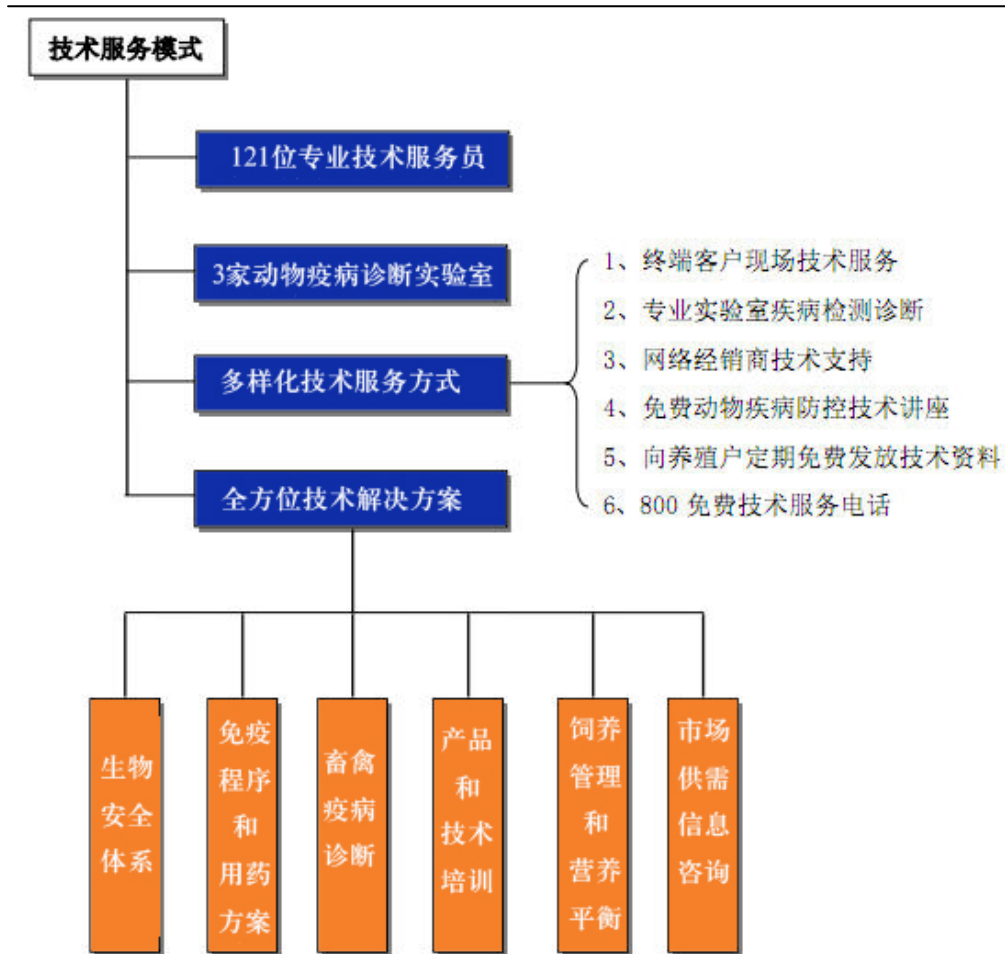 技术服务模式
121位专业技术服务员
3家动物疫病诊断实验室
多样化技术服务方式
1、终端客户现场技术服务
2、专业实验室疾病检测诊断
3、网络经销商技术支持
4、免费动物疾病防控技术讲座
5、向养殖户定期免费发放技术资料
6、800 免费技术服务电话
全方位技术解决方案
生物
安全
体系
免疫
程序
和
用药
方案
畜禽
疫病
诊断
产品
和
技术
培训
饲养
管理
和
营养
平衡
市场
供需
信息
咨询